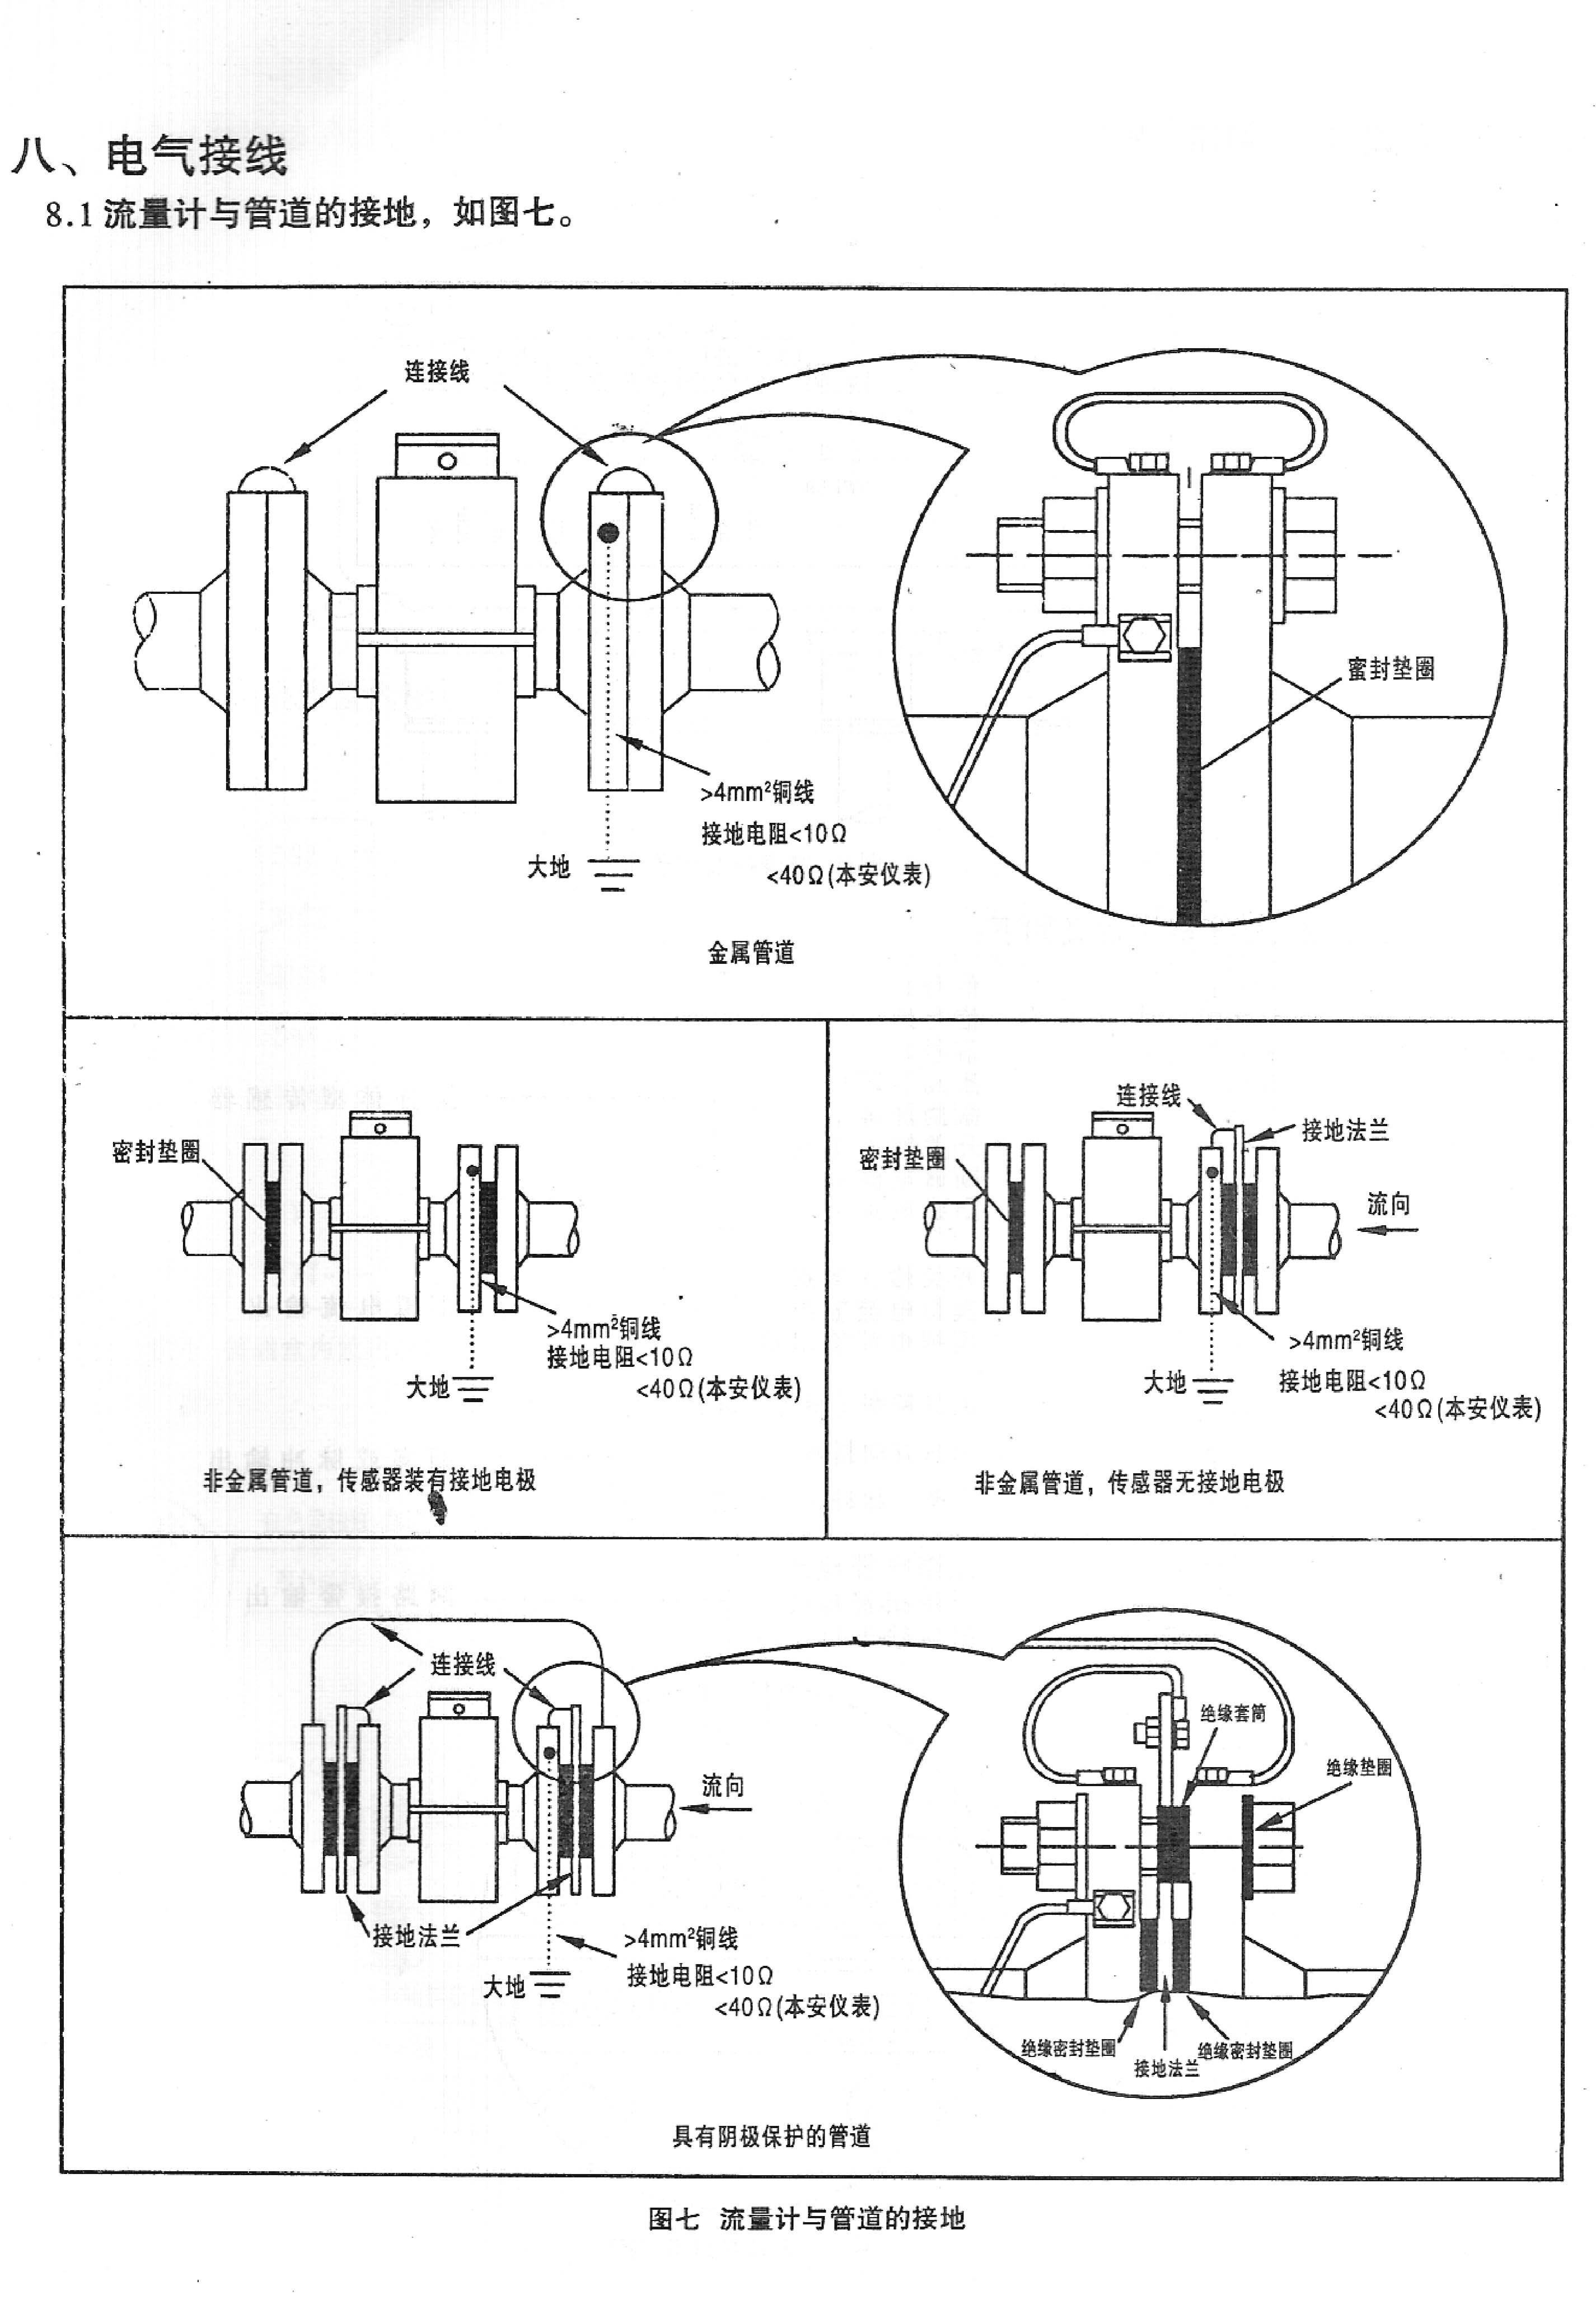 八、电气接线
8.1流量计与管道的接地，如图七。
连接线
蜜封垫圈
>4mm²铜线
接地电阻<10Ω
大地
<40Ω(本安仪表)
金属管道
密封垫圈
>4mm²铜线
接地电阻<10Ω
大地
<40Ω(本安仪表)
非金属管道，传感器装有接地电极
连接线
接地法兰
密封垫圈
流向
>4mm²铜线
大地
接地电阻<10Ω
<40Ω(本安仪表)
非金属管道，传感器无接地电极
连接线
绝缘套筒
绝缘垫圈
流向
接地法兰
>4mm²铜线
接地电阻<10Ω
大地
<40Ω(本安仪表)
绝缘密封垫圈
接地法兰
绝缘密封垫圈
具有阴极保护的管道
图七 流量计与管道的接地